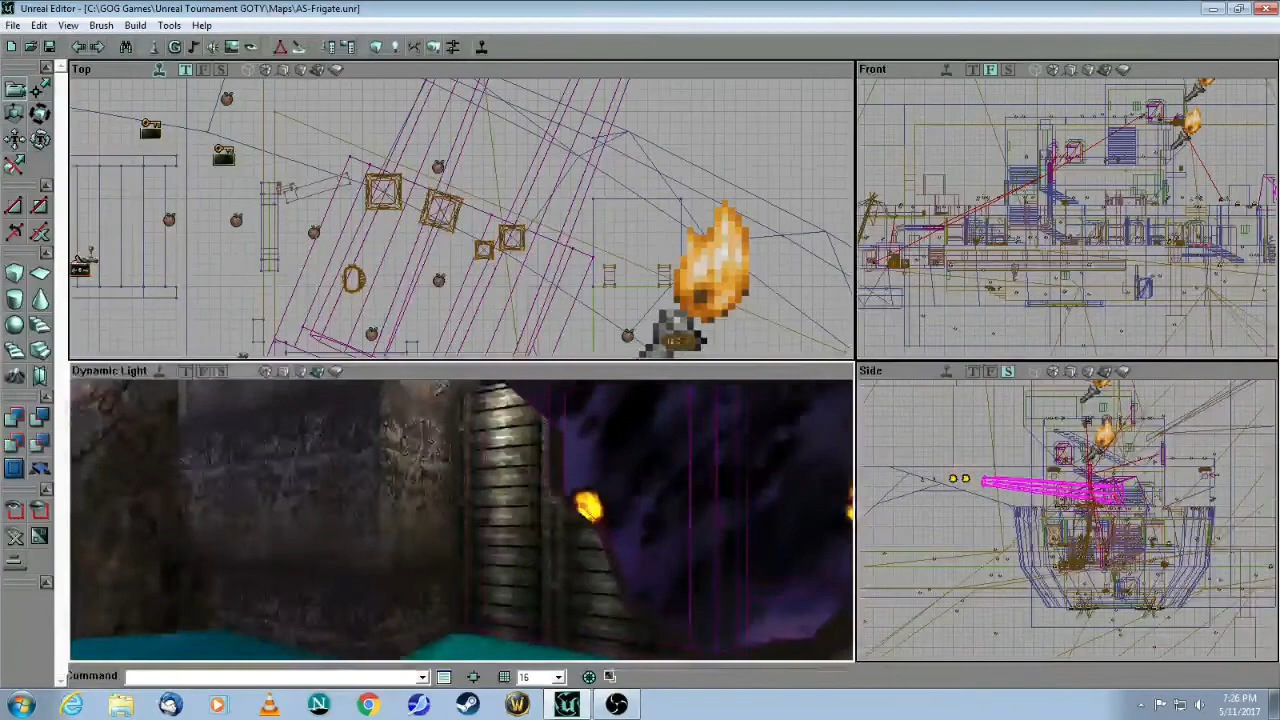 Unreal Editor - [C:\GOG Games\Unreal Tournament GOTY\Maps\AS-Frigate.unr]
File Edit View Brush Build Tools Help
Top T F S
Front T F S
Dynamic Light T F S
Side T F S
Command 16
7:26 PM
5/11/2017